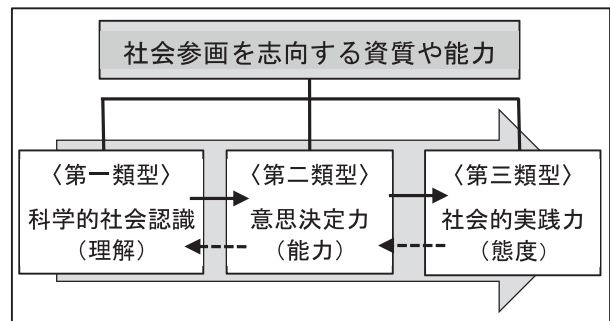 社会参画を志向する資質や能力
〈第一類型〉
科学的社会認識
(理解)
〈第二類型〉
意思決定力
(能力)
〈第三類型〉
社会的実践力
(態度)